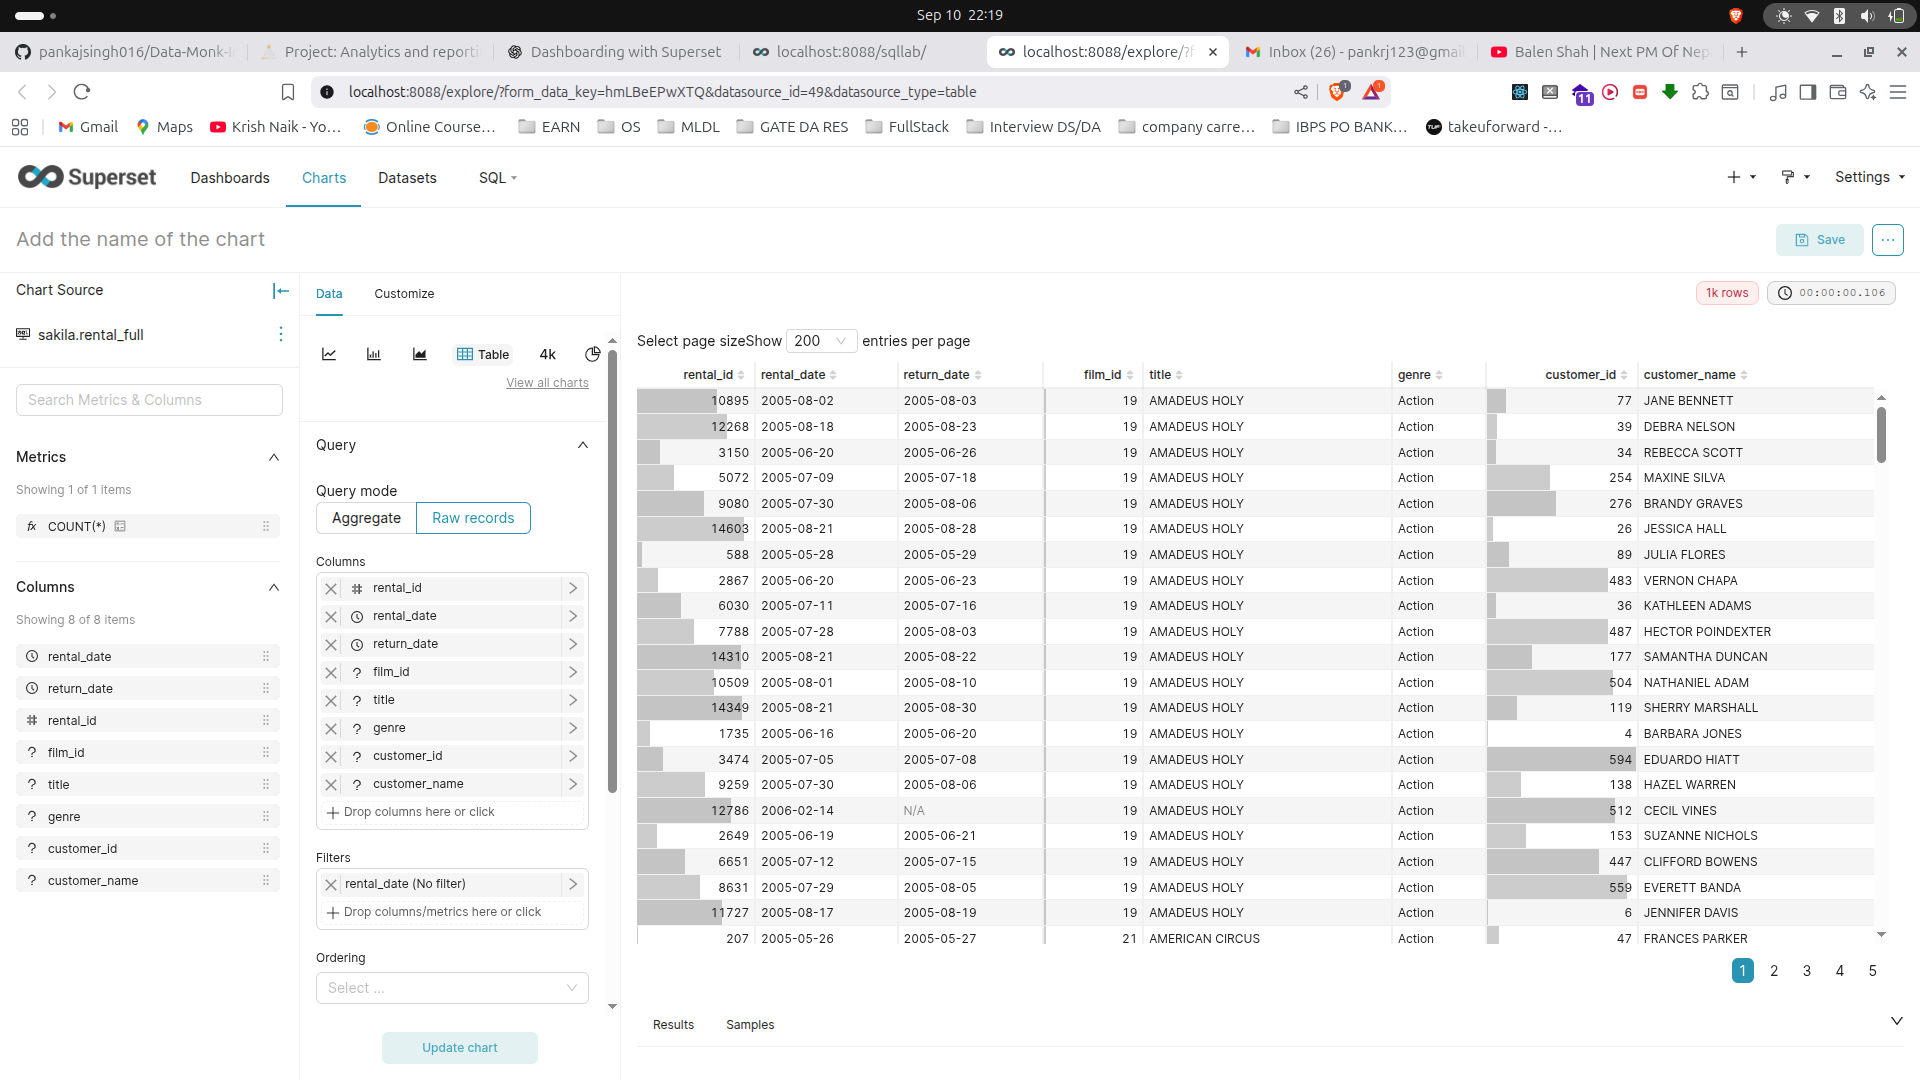 Sep 10 22:19
pankajsingh016/Data-Monk-I
Project: Analytics and reporti
Dashboarding with Superset
localhost:8088/sqllab/
localhost:8088/explore/?f
Inbox (26) - pankrj123@gmai
Balen Shah | Next PM Of Nep
localhost:8088/explore/?form_data_key=hmLBeEPwXTQ&datasource_id=49&datasource_type=table
1
1
11
Gmail
Maps
Krish Naik - Yo...
Online Course...
EARN
OS
MLDL
GATE DA RES
FullStack
Interview DS/DA
company carre...
IBPS PO BANK...
takeuforward -...
Superset
Dashboards
Charts
Datasets
SQL
Settings
Add the name of the chart
Save
Chart Source
sakila.rental_full
Search Metrics & Columns
Metrics
Showing 1 of 1 items
fx COUNT(*)
Columns
Showing 8 of 8 items
rental_date
return_date
# rental_id
? film_id
? title
? genre
? customer_id
? customer_name
Data
Customize
Table
4k
View all charts
Query
Query mode
Aggregate
Raw records
Columns
# rental_id
rental_date
return_date
? film_id
? title
? genre
? customer_id
? customer_name
Drop columns here or click
Filters
rental_date (No filter)
Drop columns/metrics here or click
Ordering
Select ...
Update chart
1k rows
00:00:00.106
Select page sizeShow 200 entries per page
rental_id rental_date return_date film_id title genre customer_id customer_name
10895 2005-08-02 2005-08-03 19 AMADEUS HOLY Action 77 JANE BENNETT
12268 2005-08-18 2005-08-23 19 AMADEUS HOLY Action 39 DEBRA NELSON
3150 2005-06-20 2005-06-26 19 AMADEUS HOLY Action 34 REBECCA SCOTT
5072 2005-07-09 2005-07-18 19 AMADEUS HOLY Action 254 MAXINE SILVA
9080 2005-07-30 2005-08-06 19 AMADEUS HOLY Action 276 BRANDY GRAVES
14603 2005-08-21 2005-08-28 19 AMADEUS HOLY Action 26 JESSICA HALL
588 2005-05-28 2005-05-29 19 AMADEUS HOLY Action 89 JULIA FLORES
2867 2005-06-20 2005-06-23 19 AMADEUS HOLY Action 483 VERNON CHAPA
6030 2005-07-11 2005-07-16 19 AMADEUS HOLY Action 36 KATHLEEN ADAMS
7788 2005-07-28 2005-08-03 19 AMADEUS HOLY Action 487 HECTOR POINDEXTER
14310 2005-08-21 2005-08-22 19 AMADEUS HOLY Action 177 SAMANTHA DUNCAN
10509 2005-08-01 2005-08-10 19 AMADEUS HOLY Action 504 NATHANIEL ADAM
14349 2005-08-21 2005-08-30 19 AMADEUS HOLY Action 119 SHERRY MARSHALL
1735 2005-06-16 2005-06-20 19 AMADEUS HOLY Action 4 BARBARA JONES
3474 2005-07-05 2005-07-08 19 AMADEUS HOLY Action 594 EDUARDO HIATT
9259 2005-07-30 2005-08-06 19 AMADEUS HOLY Action 138 HAZEL WARREN
12786 2006-02-14 N/A 19 AMADEUS HOLY Action 512 CECIL VINES
2649 2005-06-19 2005-06-21 19 AMADEUS HOLY Action 153 SUZANNE NICHOLS
6651 2005-07-12 2005-07-15 19 AMADEUS HOLY Action 447 CLIFFORD BOWENS
8631 2005-07-29 2005-08-05 19 AMADEUS HOLY Action 559 EVERETT BANDA
11727 2005-08-17 2005-08-19 19 AMADEUS HOLY Action 6 JENNIFER DAVIS
207 2005-05-26 2005-05-27 21 AMERICAN CIRCUS Action 47 FRANCES PARKER
1 2 3 4 5
Results
Samples